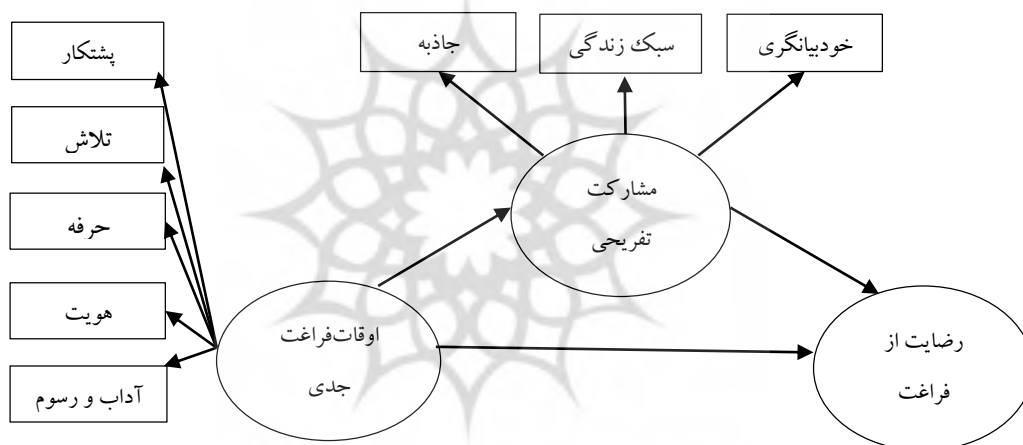 پشتکار
جاذبه
سبک زندگی
خودبیانگری
تلاش
حرفه
هویت
آداب و رسوم
مشارکت
تفریحی
اوقات‌فراغت
جدی
رضایت از
فراغت